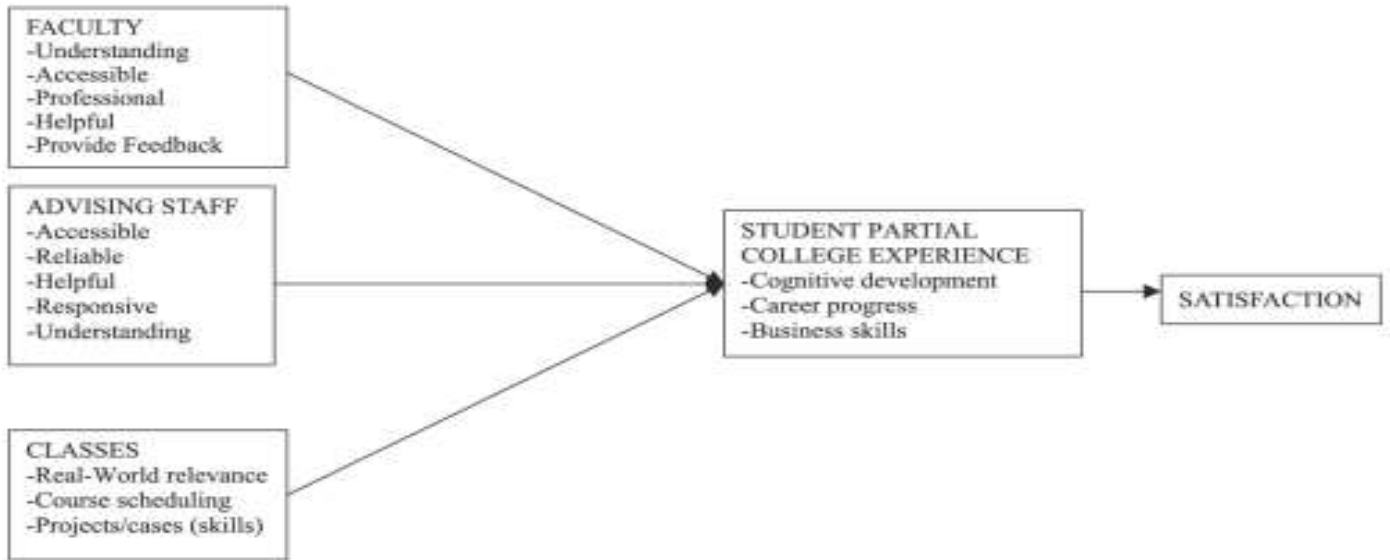 FACULTY
-Understanding
-Accessible
-Professional
-Helpful
-Provide Feedback
ADVISING STAFF
-Accessible
-Reliable
-Helpful
-Responsive
-Understanding
CLASSES
-Real-World relevance
-Course scheduling
-Projects/cases (skills)
STUDENT PARTIAL
COLLEGE EXPERIENCE
-Cognitive development
-Career progress
-Business skills
SATISFACTION